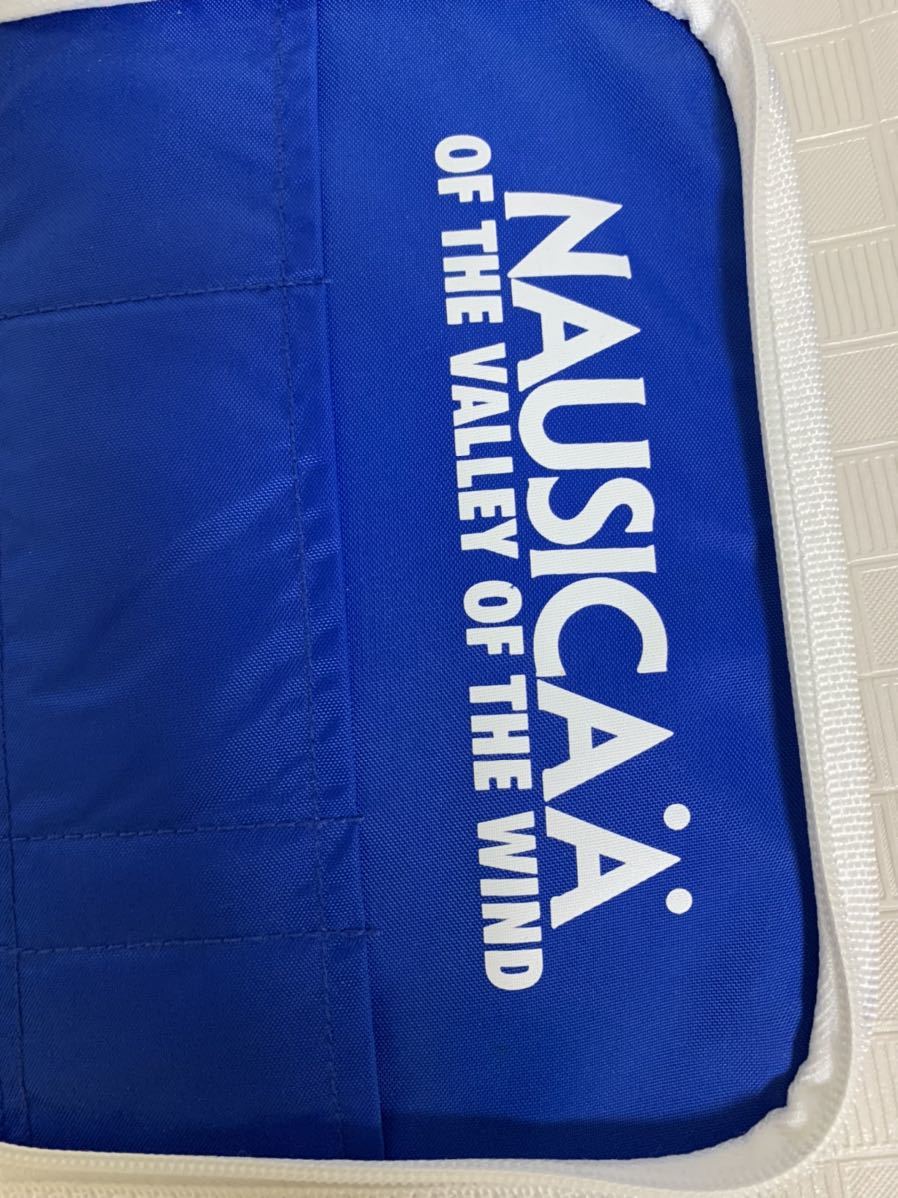 NAUSICAÄ
OF THE VALLEY OF THE WIND